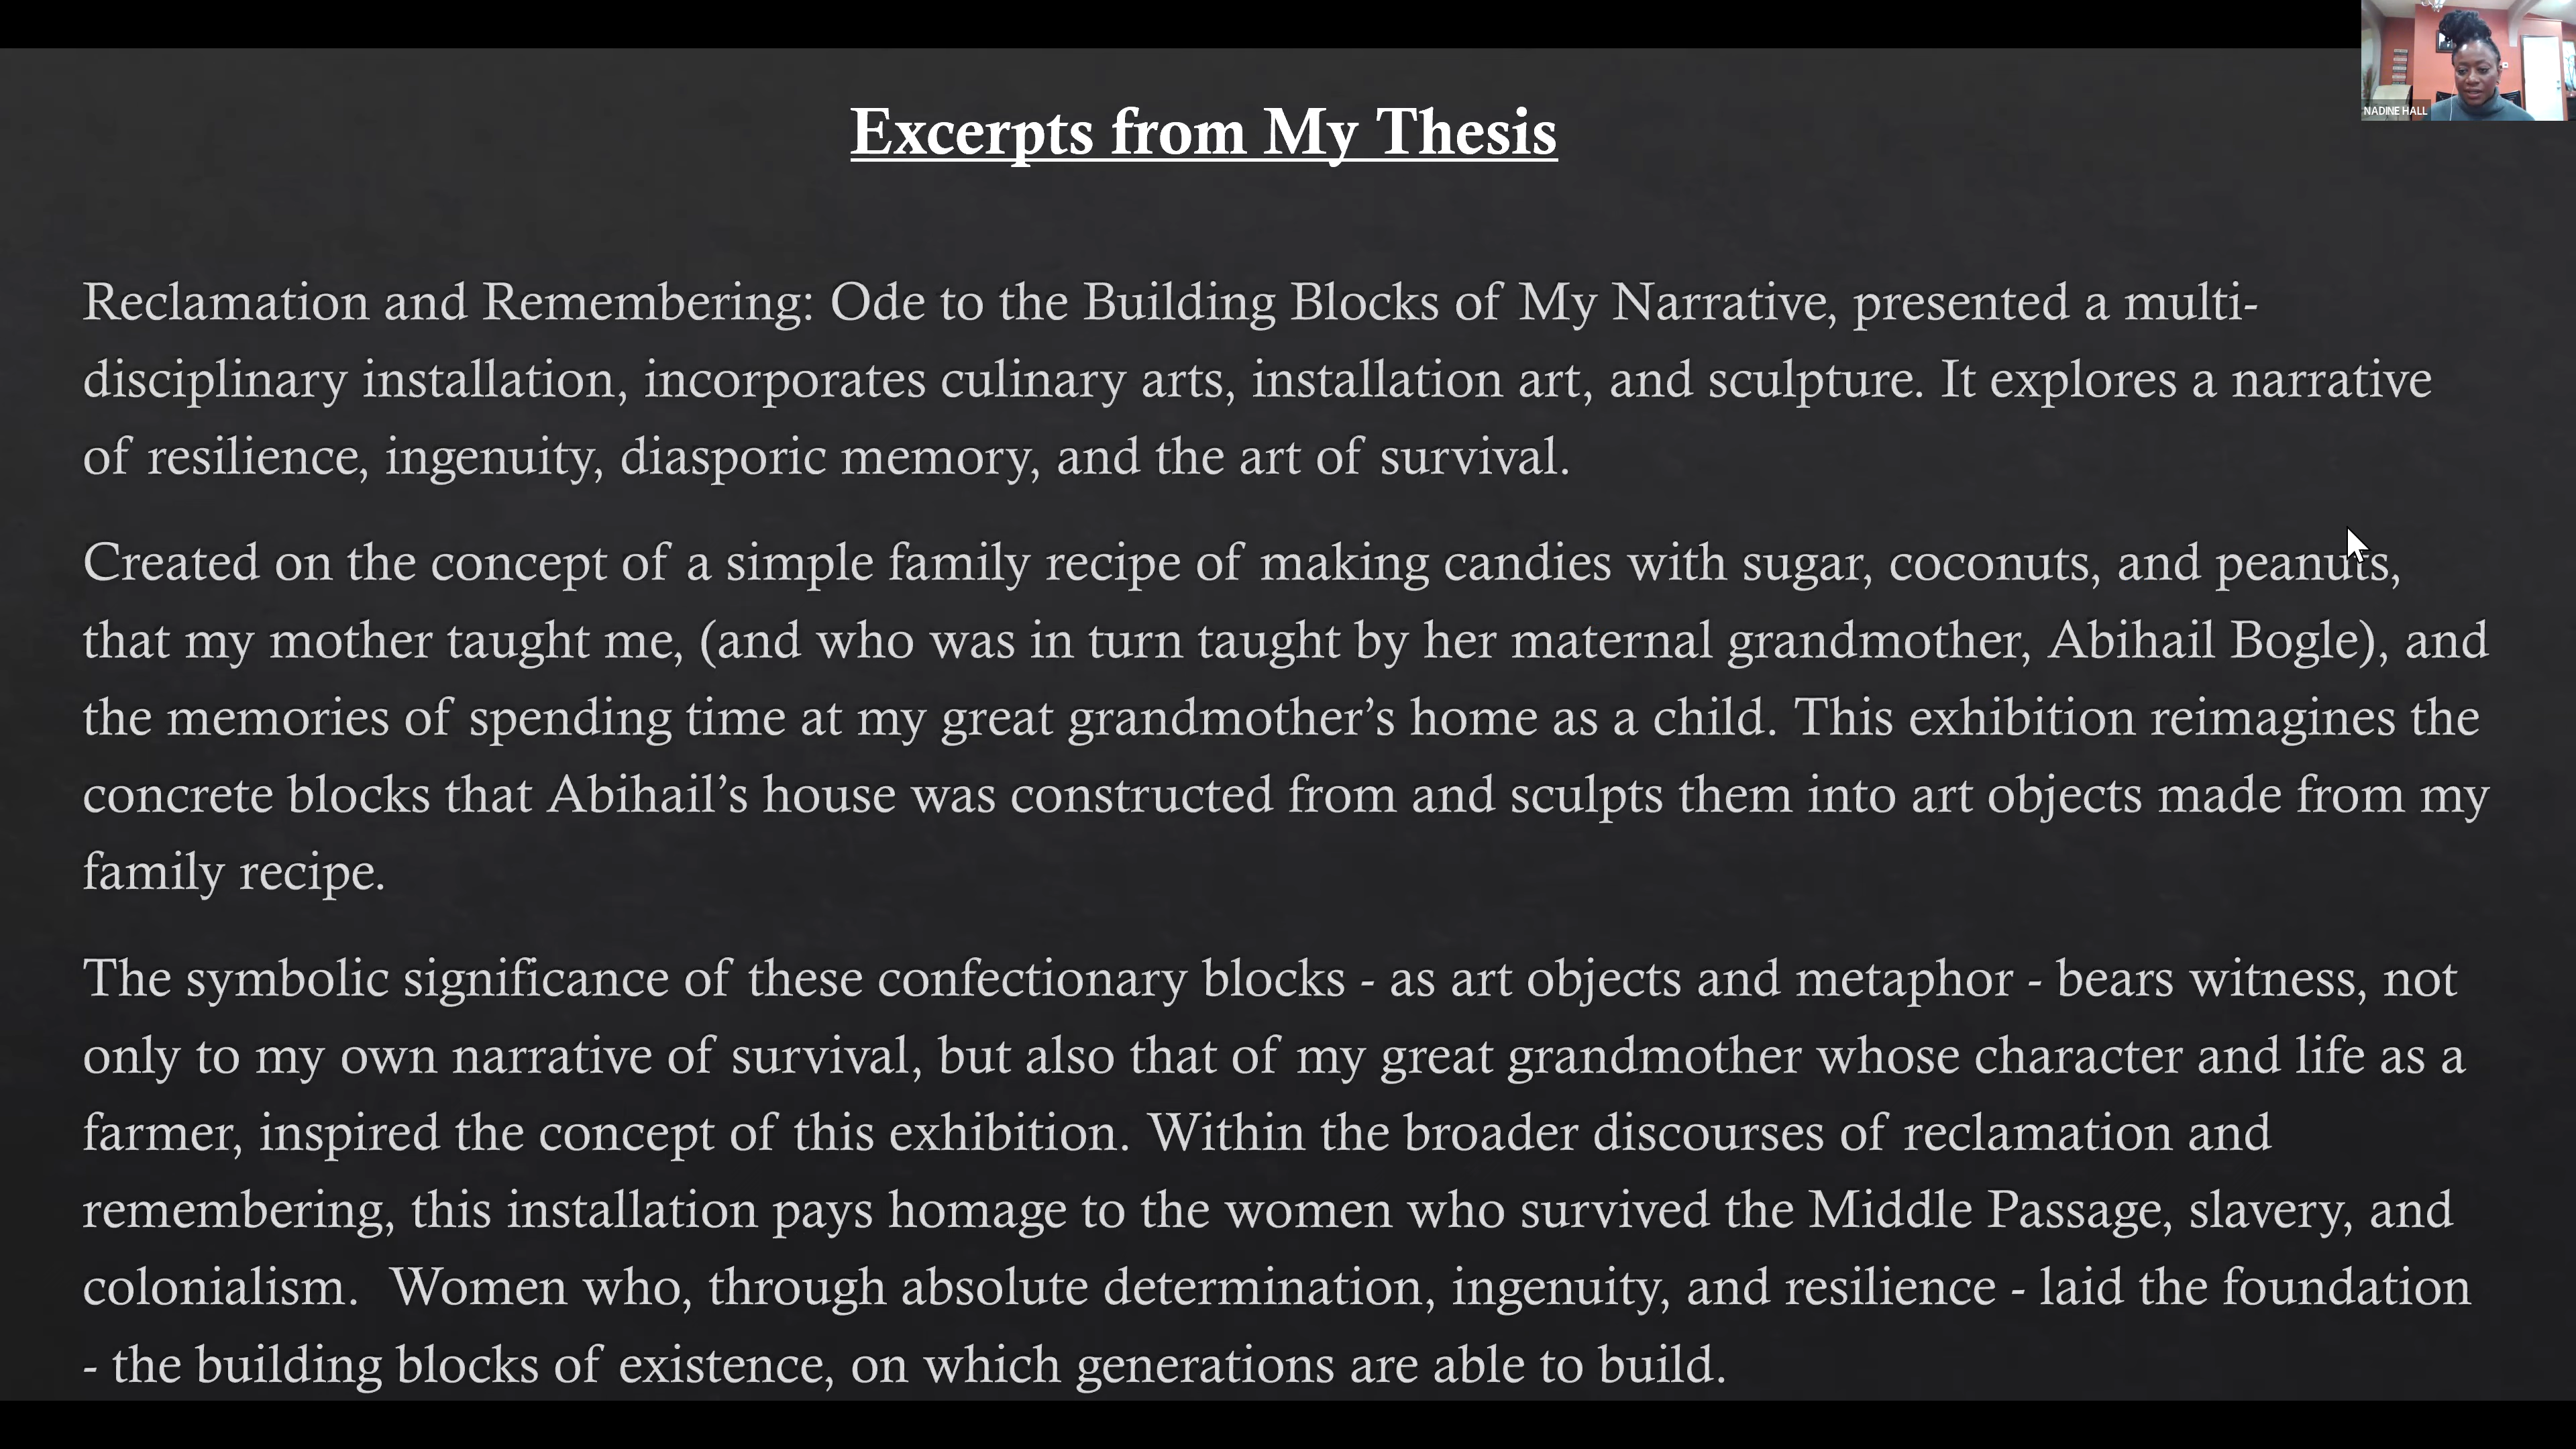 Excerpts from My Thesis
NADINE HALL
Reclamation and Remembering: Ode to the Building Blocks of My Narrative, presented a multi-
disciplinary installation, incorporates culinary arts, installation art, and sculpture. It explores a narrative
of resilience, ingenuity, diasporic memory, and the art of survival.
Created on the concept of a simple family recipe of making candies with sugar, coconuts, and peanuts,
that my mother taught me, (and who was in turn taught by her maternal grandmother, Abihail Bogle), and
the memories of spending time at my great grandmother’s home as a child. This exhibition reimagines the
concrete blocks that Abihail’s house was constructed from and sculpts them into art objects made from my
family recipe.
The symbolic significance of these confectionary blocks - as art objects and metaphor - bears witness, not
only to my own narrative of survival, but also that of my great grandmother whose character and life as a
farmer, inspired the concept of this exhibition. Within the broader discourses of reclamation and
remembering, this installation pays homage to the women who survived the Middle Passage, slavery, and
colonialism.  Women who, through absolute determination, ingenuity, and resilience - laid the foundation
- the building blocks of existence, on which generations are able to build.